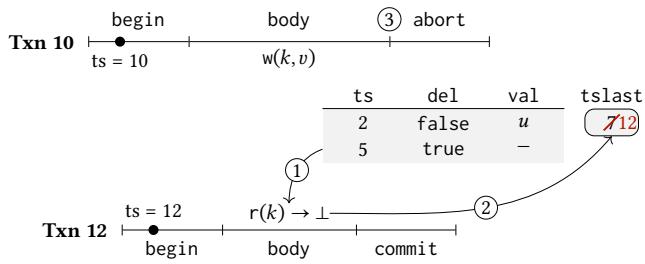 begin body ③ abort
Txn 10
ts = 10 w(k, v)
ts del val tslast
2 false u 7 12
5 true −
①
ts = 12 r(k) → ⊥ ②
Txn 12
begin body commit